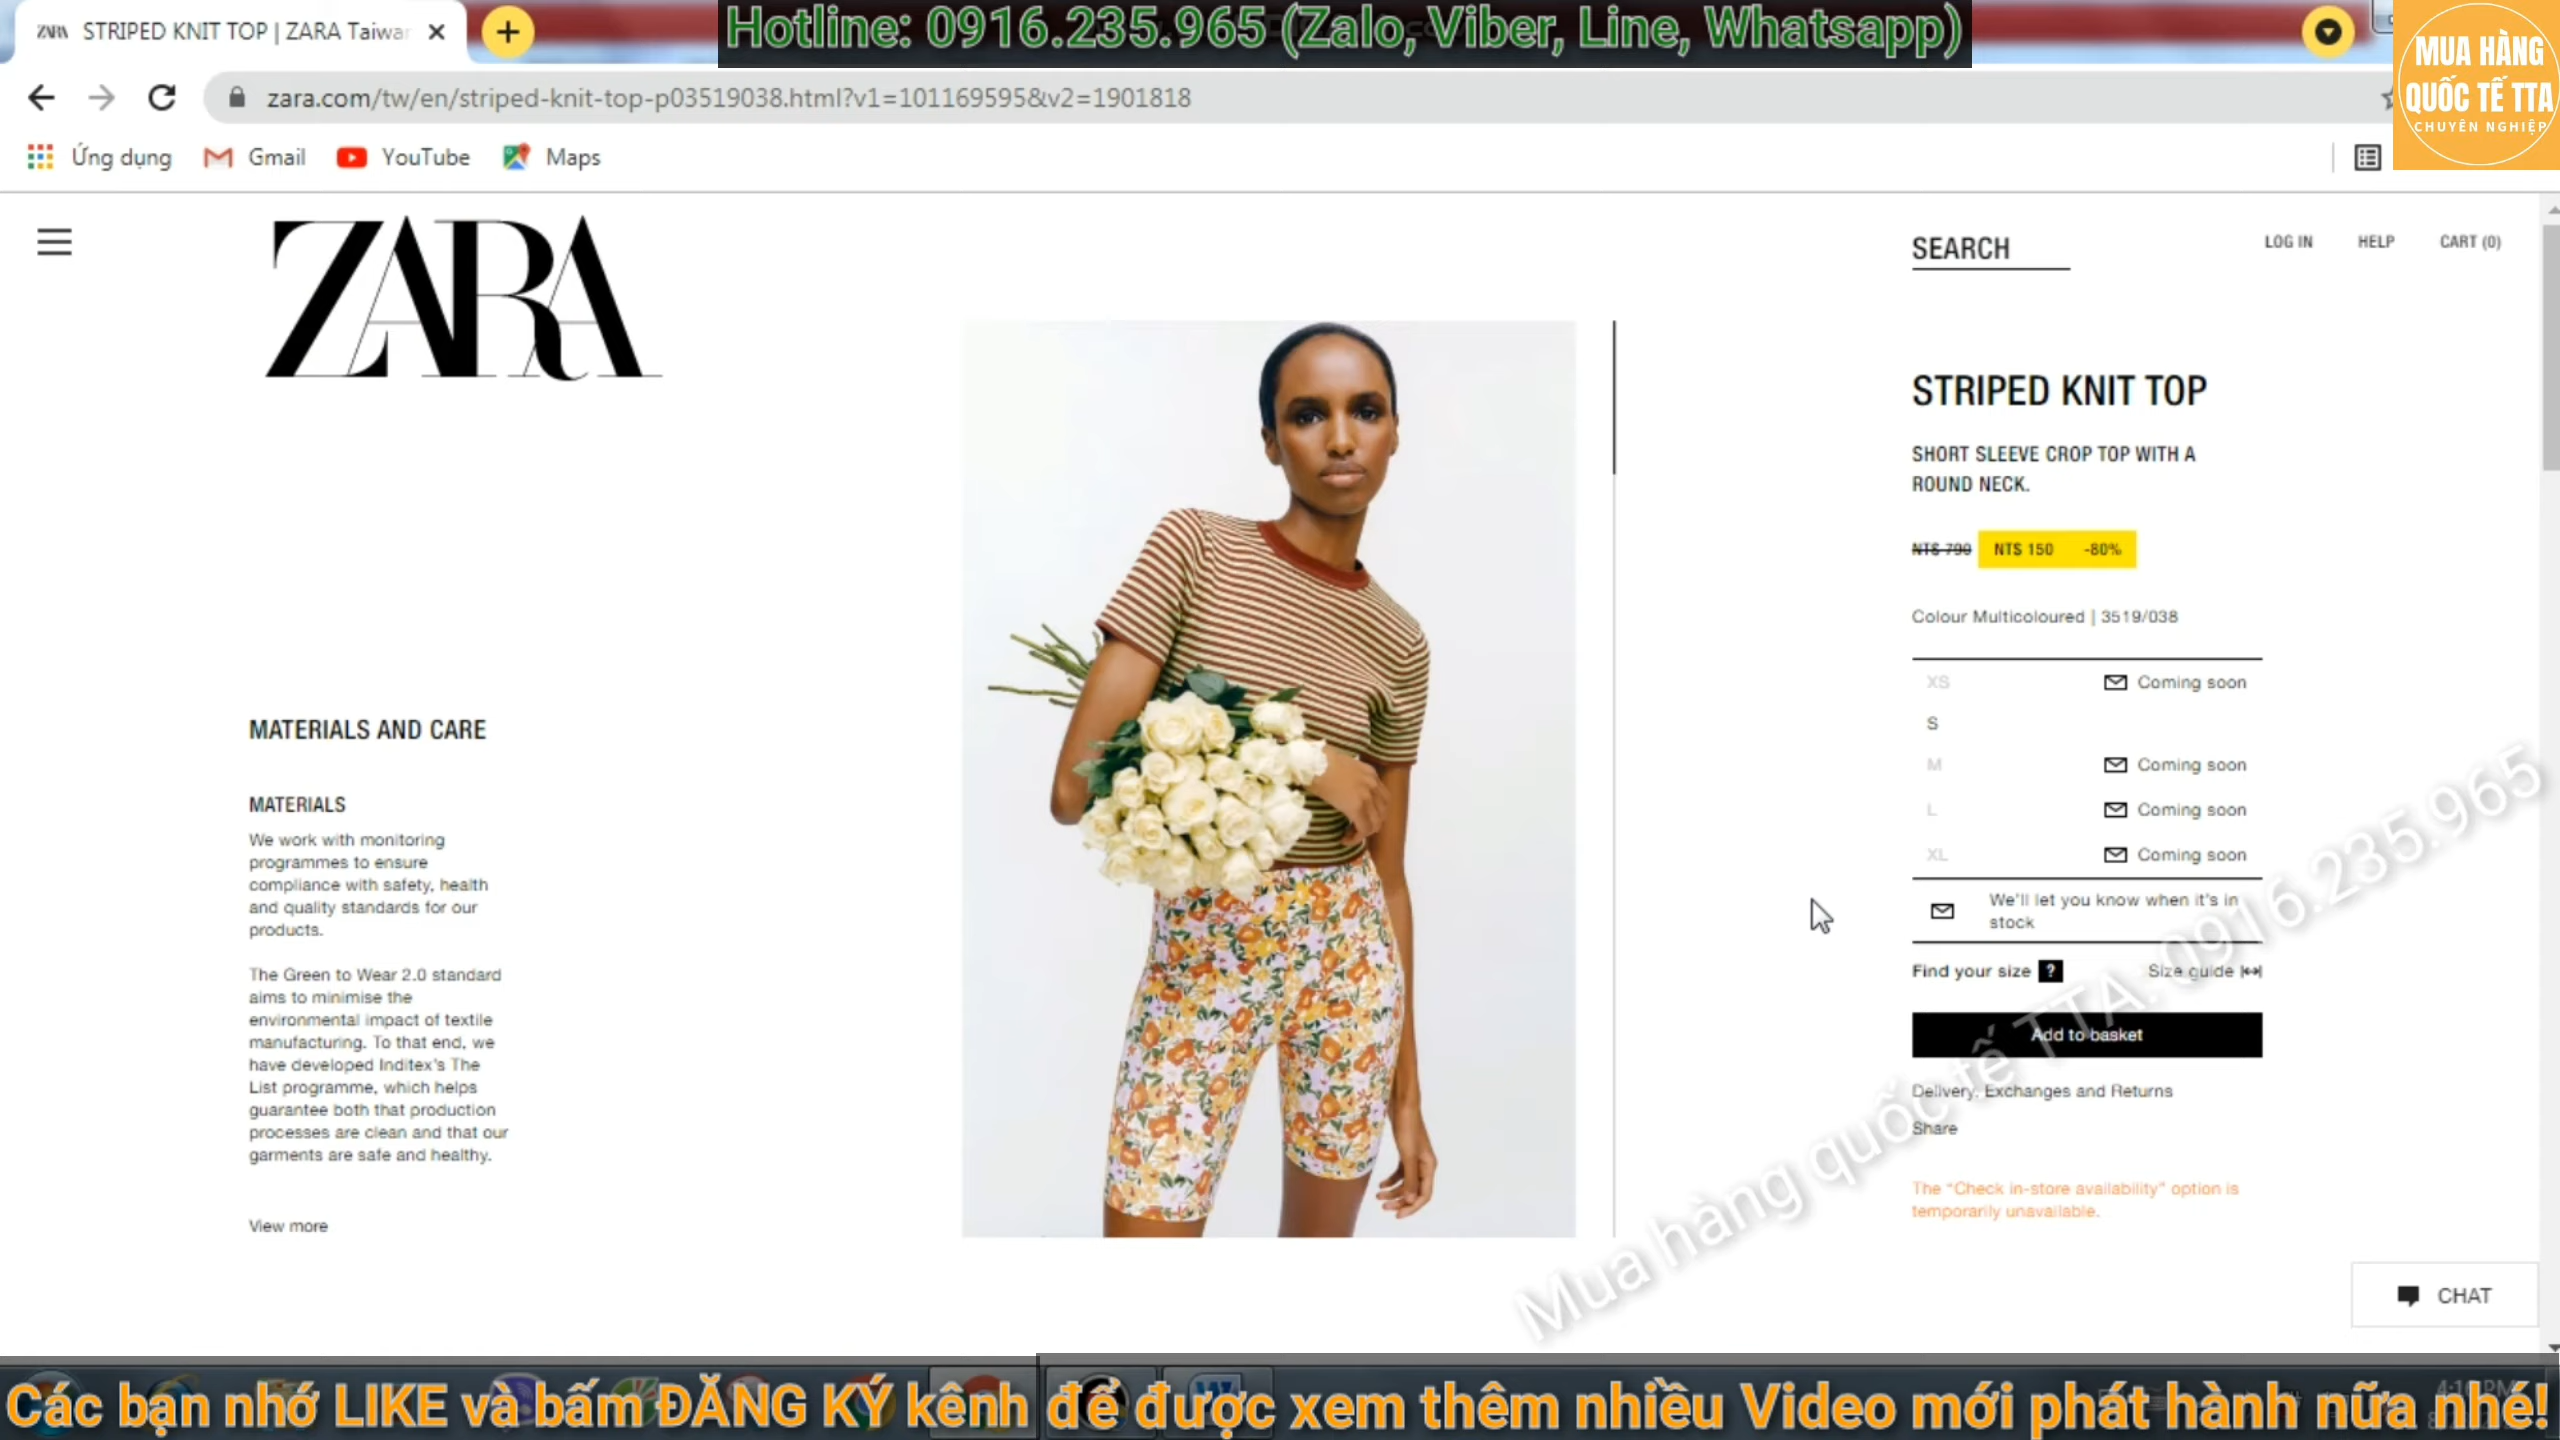 Hotline: 0916.235.965 (Zalo, Viber, Line, Whatsapp)
ZARA STRIPED KNIT TOP | ZARA Taiwan
MUA HÀNG
QUỐC TẾ TTA
CHUYÊN NGHIỆP
zara.com/tw/en/striped-knit-top-p03519038.html?v1=101169595&v2=1901818
Ứng dụng Gmail YouTube Maps
ZARA
SEARCH
LOG IN HELP CART (0)
STRIPED KNIT TOP
SHORT SLEEVE CROP TOP WITH A
ROUND NECK.
NT$ 790 NT$ 150 -80%
Colour Multicoloured | 3519/038
XS Coming soon
S
M Coming soon
L Coming soon
XL Coming soon
We'll let you know when it's in
stock
Find your size ? Size guide
Add to basket
Delivery, Exchanges and Returns
Share
The "Check in-store availability" option is
temporarily unavailable.
MATERIALS AND CARE
MATERIALS
We work with monitoring
programmes to ensure
compliance with safety, health
and quality standards for our
products.
The Green to Wear 2.0 standard
aims to minimise the
environmental impact of textile
manufacturing. To that end, we
have developed Inditex's The
List programme, which helps
guarantee both that production
processes are clean and that our
garments are safe and healthy.
View more
Mua hàng quốc tế TTA: 0916.235.965
CHAT
Các bạn nhớ LIKE và bấm ĐĂNG KÝ kênh để được xem thêm nhiều Video mới phát hành nữa nhé!